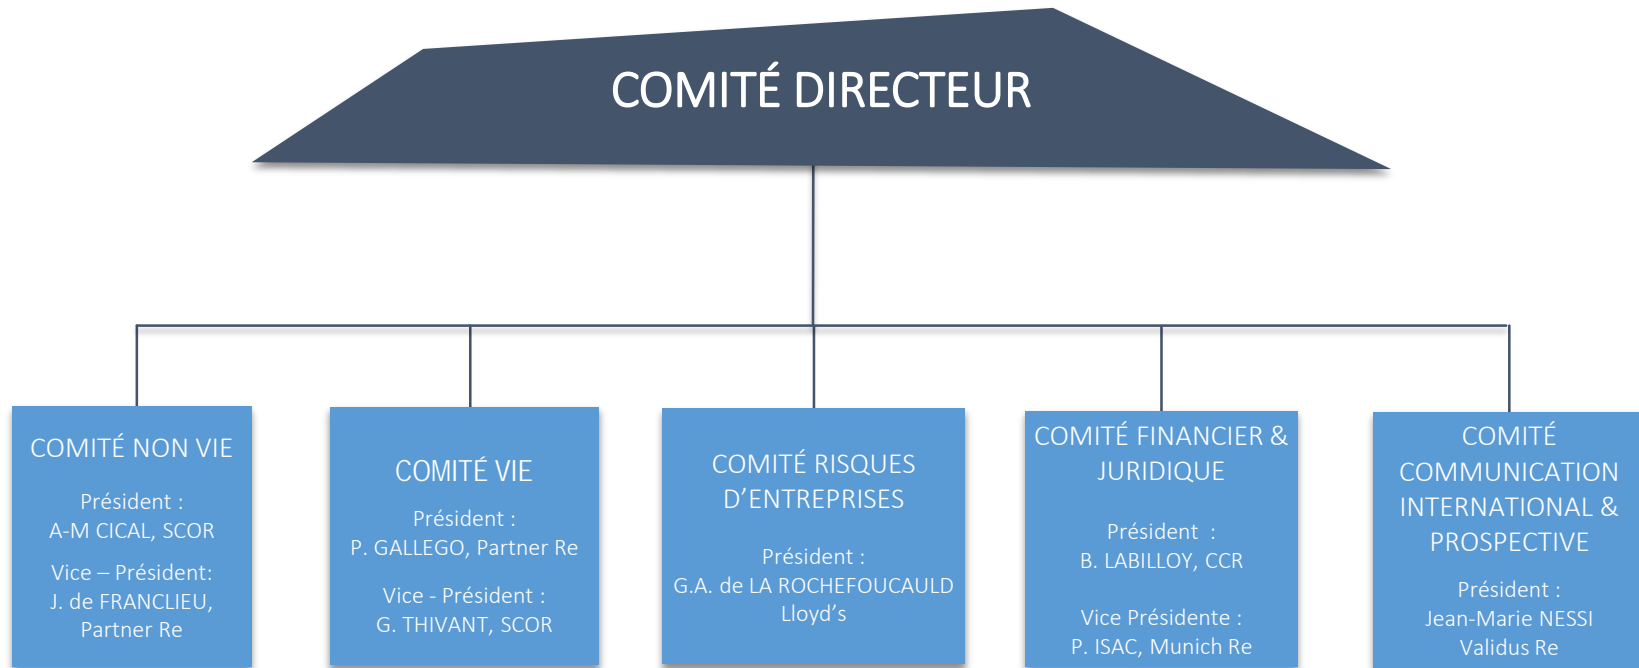 COMITÉ DIRECTEUR
COMITÉ NON VIE
Président :
A-M CICAL, SCOR
Vice – Président:
J. de FRANCLIEU,
Partner Re
COMITÉ VIE
Président :
P. GALLEGO, Partner Re
Vice - Président :
G. THIVANT, SCOR
COMITÉ RISQUES
D’ENTREPRISES
Président :
G.A. de LA ROCHEFOUCAULD
Lloyd’s
COMITÉ FINANCIER &
JURIDIQUE
Président :
B. LABILLOY, CCR
Vice Présidente :
P. ISAC, Munich Re
COMITÉ
COMMUNICATION
INTERNATIONAL &
PROSPECTIVE
Président :
Jean-Marie NESSI
Validus Re